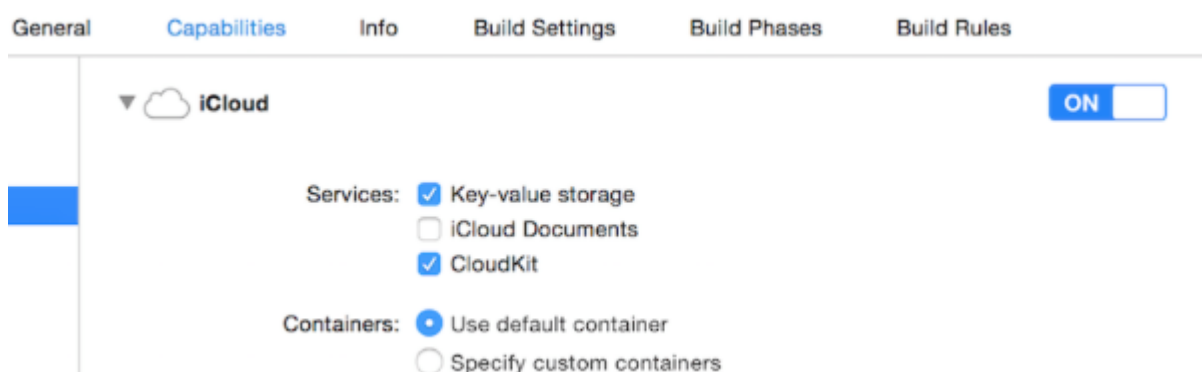 General Capabilities Info Build Settings Build Phases Build Rules
iCloud ON
Services: Key-value storage
iCloud Documents
CloudKit
Containers: Use default container
Specify custom containers